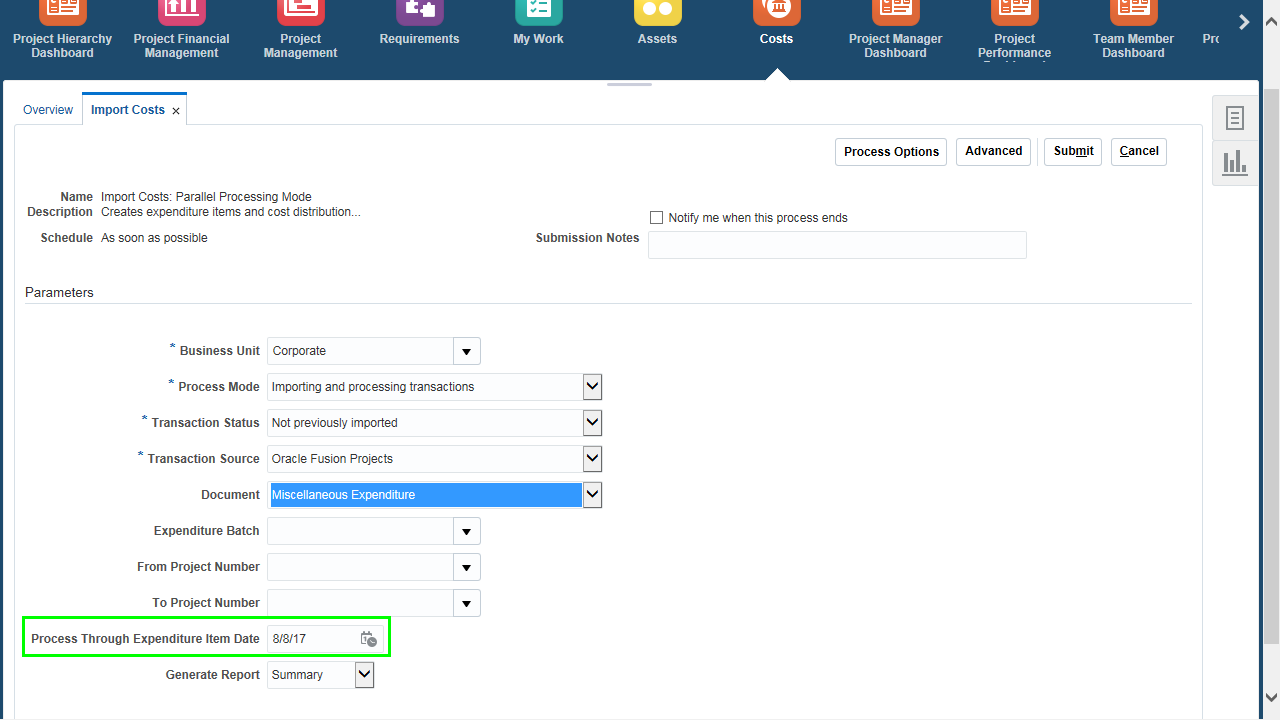 Project Hierarchy
Dashboard
Project Financial
Management
Project
Management
Requirements
My Work
Assets
Costs
Project Manager
Dashboard
Project
Performance
Team Member
Dashboard
Overview
Import Costs
Process Options
Advanced
Submit
Cancel
Name Import Costs: Parallel Processing Mode
Description Creates expenditure items and cost distribution...
Notify me when this process ends
Schedule As soon as possible
Submission Notes
Parameters
* Business Unit Corporate
* Process Mode Importing and processing transactions
* Transaction Status Not previously imported
* Transaction Source Oracle Fusion Projects
Document Miscellaneous Expenditure
Expenditure Batch
From Project Number
To Project Number
Process Through Expenditure Item Date 8/8/17
Generate Report Summary